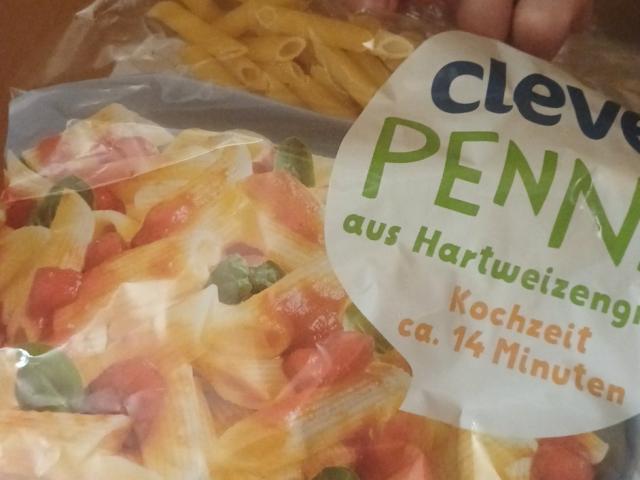 cleve
PENN
aus Hartweizengr
Kochzeit
ca. 14 Minuten